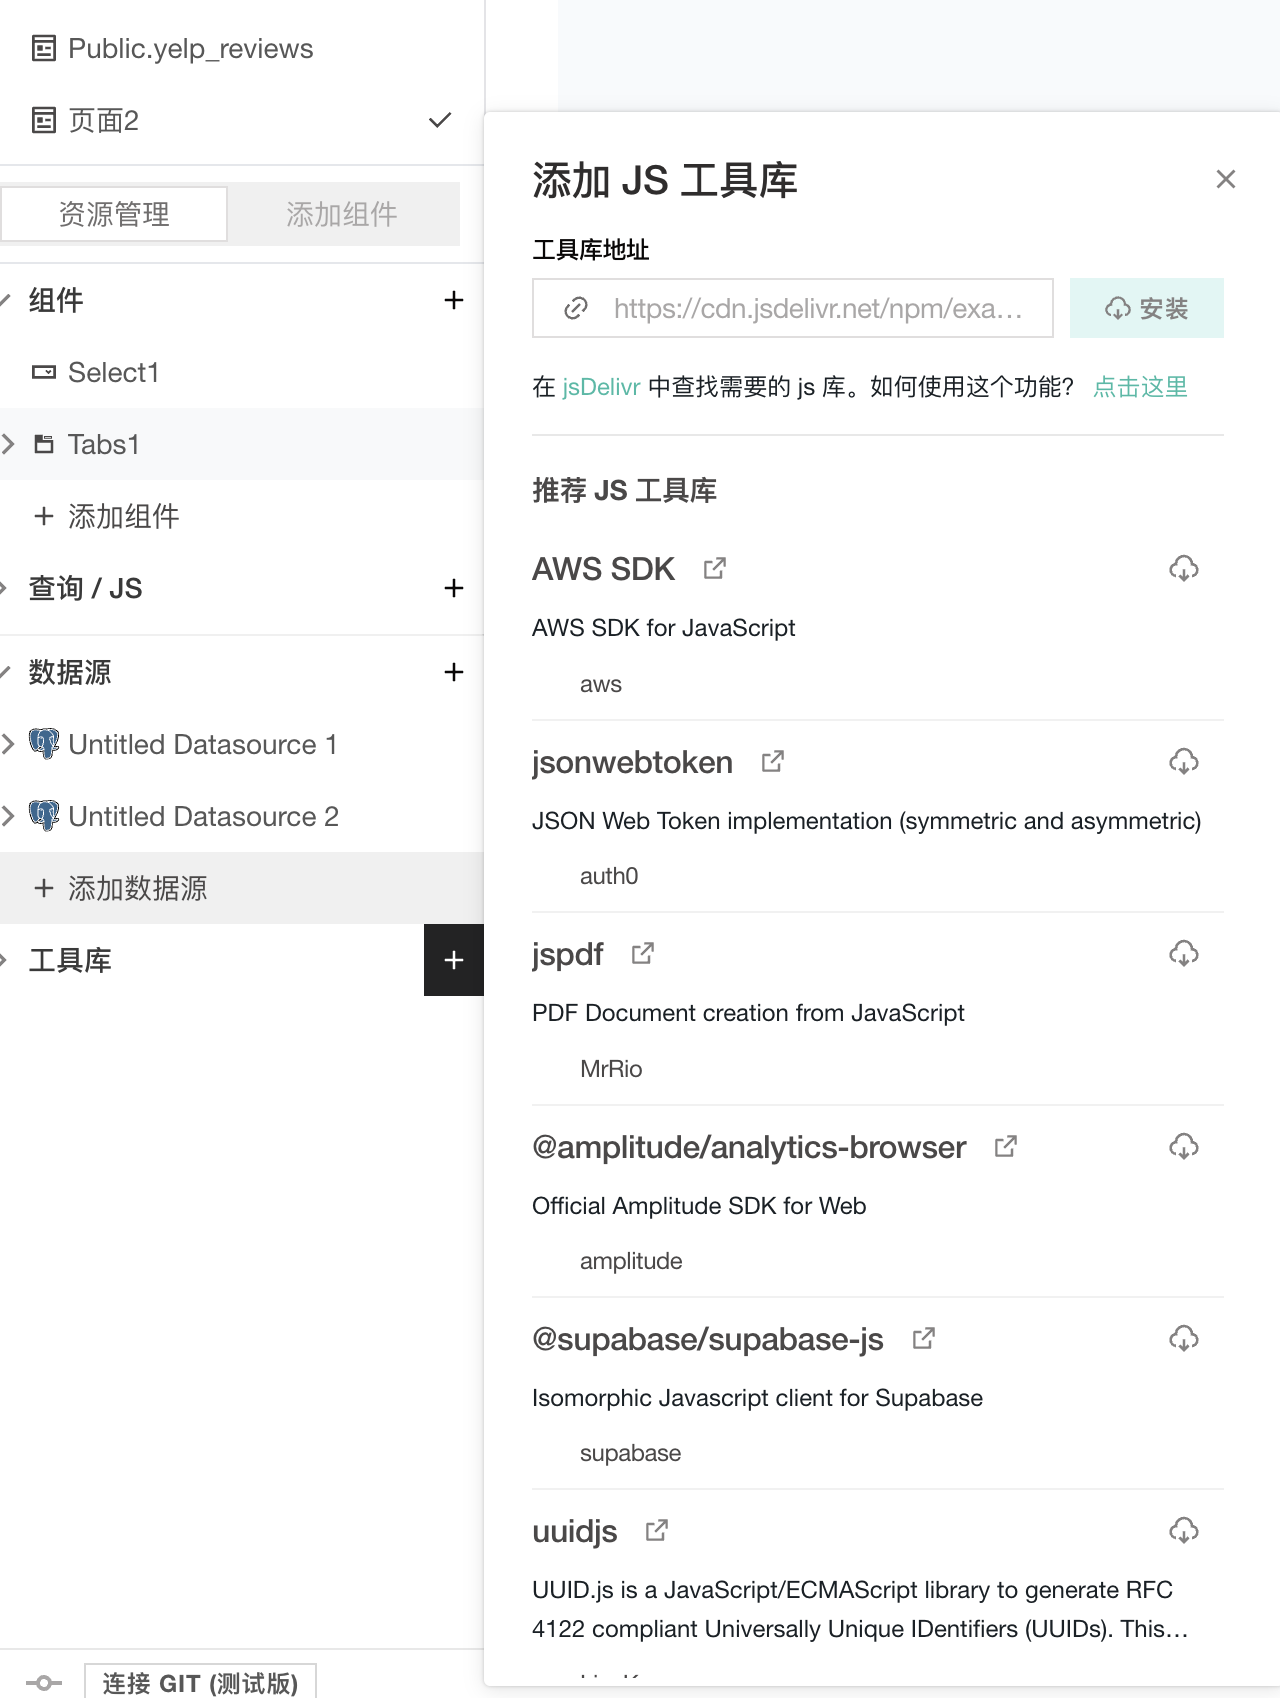 Public.yelp_reviews
页面2
资源管理
添加组件
组件
Select1
Tabs1
添加组件
查询 / JS
数据源
Untitled Datasource 1
Untitled Datasource 2
添加数据源
工具库
连接 GIT (测试版)
添加 JS 工具库
工具库地址
https://cdn.jsdelivr.net/npm/exa...
安装
在 jsDelivr 中查找需要的 js 库。如何使用这个功能? 点击这里
推荐 JS 工具库
AWS SDK
AWS SDK for JavaScript
aws
jsonwebtoken
JSON Web Token implementation (symmetric and asymmetric)
auth0
jspdf
PDF Document creation from JavaScript
MrRio
@amplitude/analytics-browser
Official Amplitude SDK for Web
amplitude
@supabase/supabase-js
Isomorphic Javascript client for Supabase
supabase
uuidjs
UUID.js is a JavaScript/ECMAScript library to generate RFC
4122 compliant Universally Unique IDentifiers (UUIDs). This...